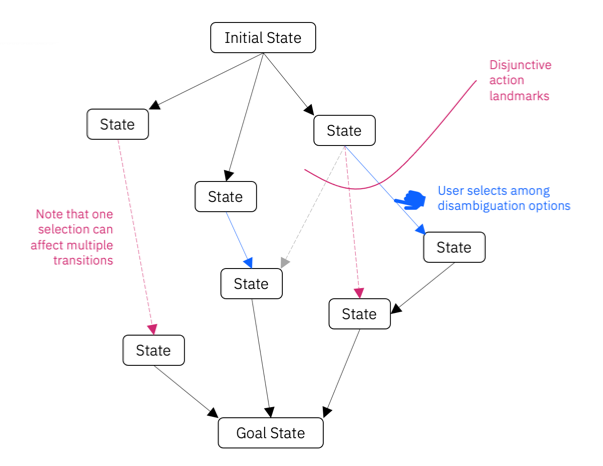 Initial State
Disjunctive
action
landmarks
State
State
State
User selects among
disambiguation options
Note that one
selection can
affect multiple
transitions
State
State
State
State
Goal State